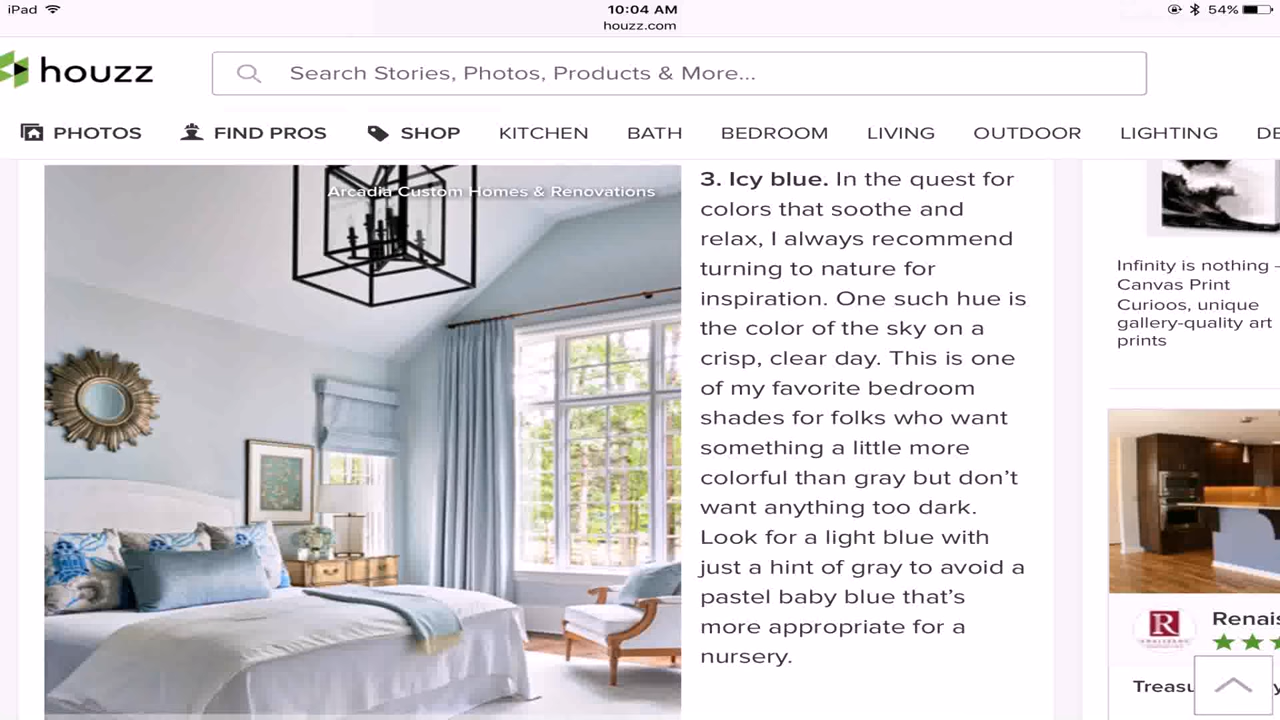 iPad
10:04 AM
54%
houzz.com
houzz
Search Stories, Photos, Products & More...
PHOTOS
FIND PROS
SHOP
KITCHEN
BATH
BEDROOM
LIVING
OUTDOOR
LIGHTING
DE
Arcadia Custom Homes & Renovations
3. Icy blue. In the quest for
colors that soothe and
relax, I always recommend
turning to nature for
inspiration. One such hue is
the color of the sky on a
crisp, clear day. This is one
of my favorite bedroom
shades for folks who want
something a little more
colorful than gray but don’t
want anything too dark.
Look for a light blue with
just a hint of gray to avoid a
pastel baby blue that’s
more appropriate for a
nursery.
Infinity is nothing -
Canvas Print
Curioos, unique
gallery-quality art
prints
R
Renais
Treasu